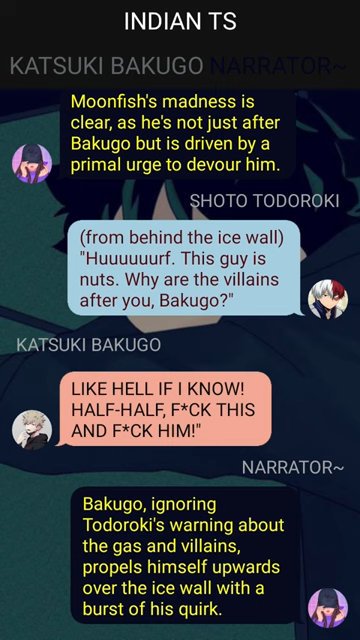 INDIAN TS
KATSUKI BAKUGO NARRATOR~
Moonfish's madness is
clear, as he's not just after
Bakugo but is driven by a
primal urge to devour him.
SHOTO TODOROKI
(from behind the ice wall)
"Huuuuuurf. This guy is
nuts. Why are the villains
after you, Bakugo?"
KATSUKI BAKUGO
LIKE HELL IF I KNOW!
HALF-HALF, F*CK THIS
AND F*CK HIM!"
NARRATOR~
Bakugo, ignoring
Todoroki's warning about
the gas and villains,
propels himself upwards
over the ice wall with a
burst of his quirk.